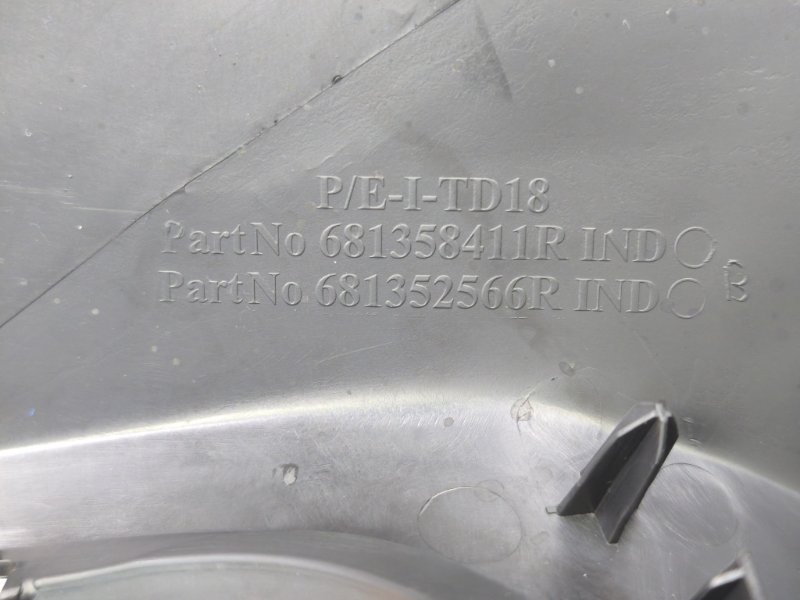 P/E-I-TD18
PartNo 681358411R IND
PartNo 681352566R IND
B